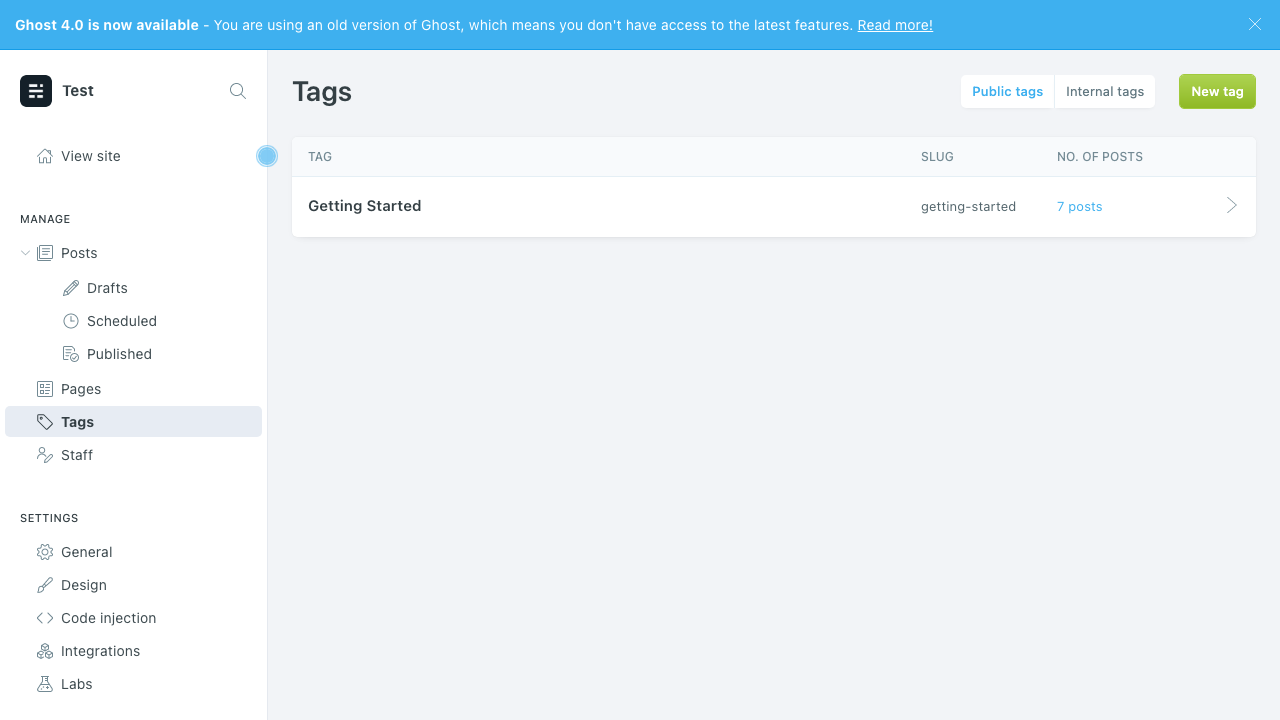 Ghost 4.0 is now available - You are using an old version of Ghost, which means you don't have access to the latest features. Read more!
Test
View site
MANAGE
Posts
Drafts
Scheduled
Published
Pages
Tags
Staff
SETTINGS
General
Design
Code injection
Integrations
Labs
Tags
Public tags Internal tags New tag
TAG SLUG NO. OF POSTS
Getting Started getting-started 7 posts